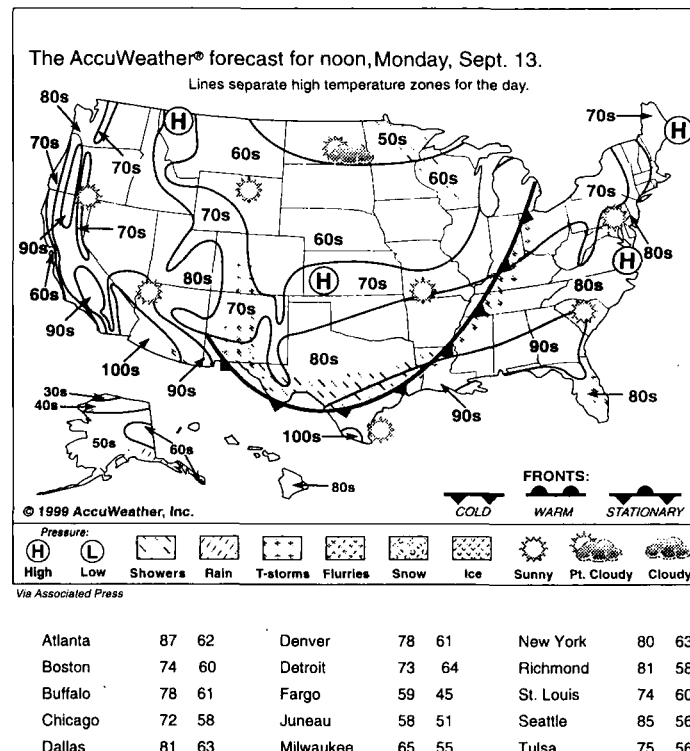 The AccuWeather® forecast for noon, Monday, Sept. 13.
Lines separate high temperature zones for the day.
80s
70s
70s
90s
60s
90s
70s
70s
60s
50s
60s
60s
70s
80s
70s
70s
80s
80s
80s
90s
80s
90s
70s
100s
90s
80s
100s
30s
40s
50s
60s
80s
© 1999 AccuWeather, Inc.
FRONTS:
COLD WARM STATIONARY
Pressure:
H L
High Low Showers Rain T-storms Flurries Snow Ice Sunny Pt. Cloudy Cloudy
Via Associated Press
Atlanta 87 62 Denver 78 61 New York 80 63
Boston 74 60 Detroit 73 64 Richmond 81 58
Buffalo 78 61 Fargo 59 45 St. Louis 74 60
Chicago 72 58 Juneau 58 51 Seattle 85 56
Dallas 81 63 Milwaukee 65 55 Tulsa 75 56